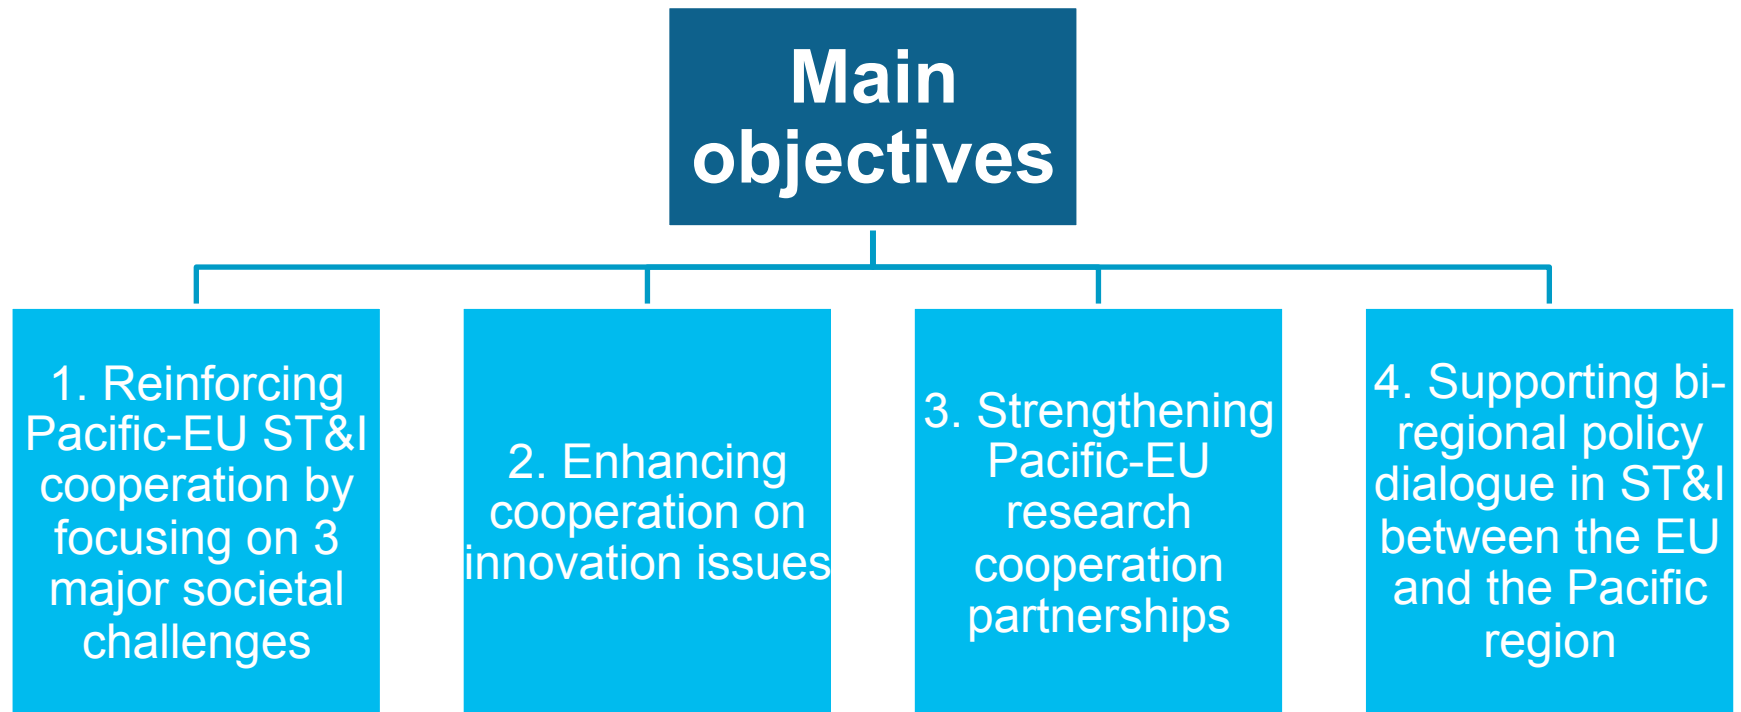 Main
objectives
1. Reinforcing
Pacific-EU ST&I
cooperation by
focusing on 3
major societal
challenges
2. Enhancing
cooperation on
innovation issues
3. Strengthening
Pacific-EU
research
cooperation
partnerships
4. Supporting bi-
regional policy
dialogue in ST&I
between the EU
and the Pacific
region